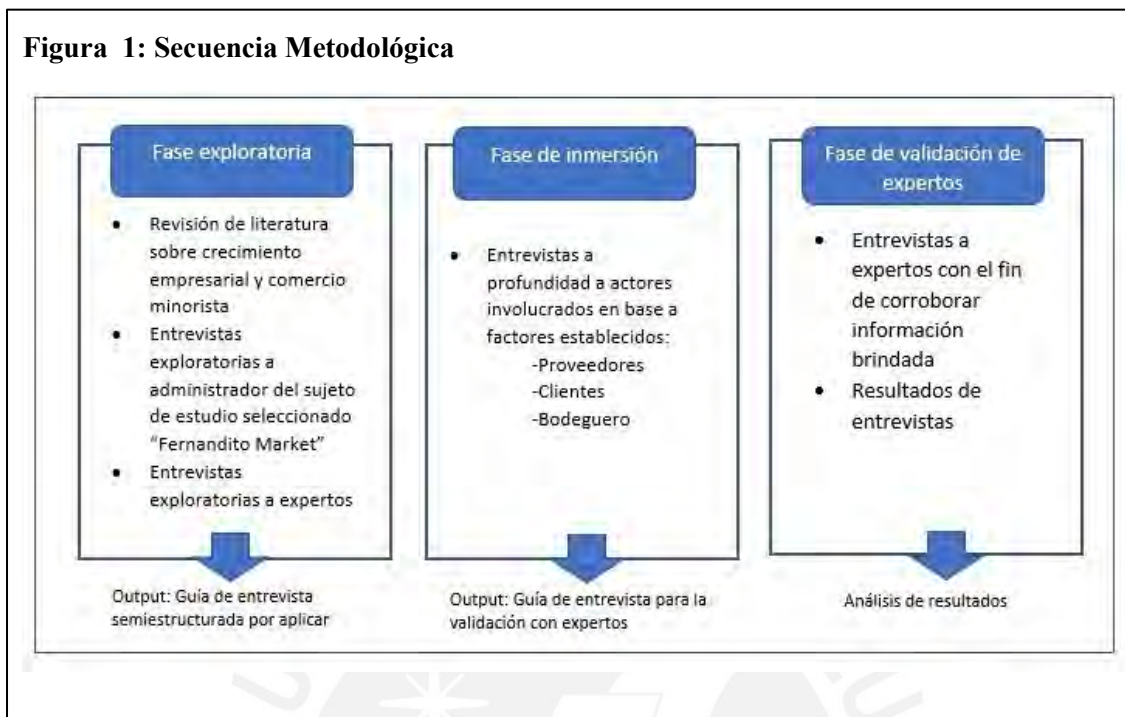 Figura 1: Secuencia Metodológica
Fase exploratoria
• Revisión de literatura
sobre crecimiento
empresarial y comercio
minorista
• Entrevistas
exploratorias a
administrador del sujeto
de estudio seleccionado
"Fernandito Market"
• Entrevistas
exploratorias a expertos
Output: Guía de entrevista
semiestructurada por aplicar
Fase de inmersión
• Entrevistas a
profundidad a actores
involucrados en base a
factores establecidos:
-Proveedores
-Clientes
-Bodeguero
Output: Guía de entrevista para la
validación con expertos
Fase de validación de
expertos
• Entrevistas a
expertos con el fin
de corroborar
información
brindada
• Resultados de
entrevistas
Análisis de resultados